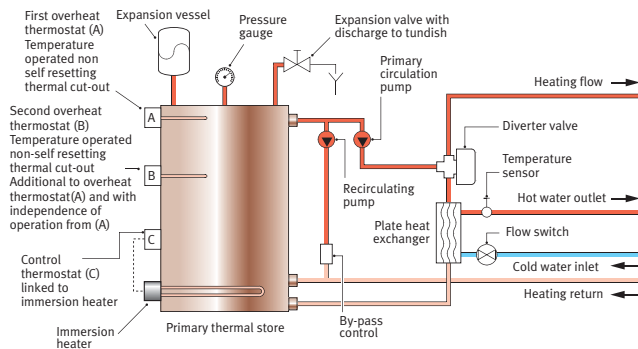 First overheat
thermostat (A)
Temperature
operated non
self resetting
thermal cut-out
Expansion vessel
Pressure
gauge
Expansion valve with
discharge to tundish
Primary
circulation
pump
Heating flow
Second overheat
thermostat (B)
Temperature operated
non-self resetting
thermal cut-out
Additional to overheat
thermostat(A) and with
independence of
operation from (A)
A
B
C
Diverter valve
Temperature
sensor
Recirculating
pump
Hot water outlet
Plate heat
exchanger
Flow switch
Cold water inlet
Heating return
Control
thermostat (C)
linked to
immersion heater
Immersion
heater
Primary thermal store
By-pass
control